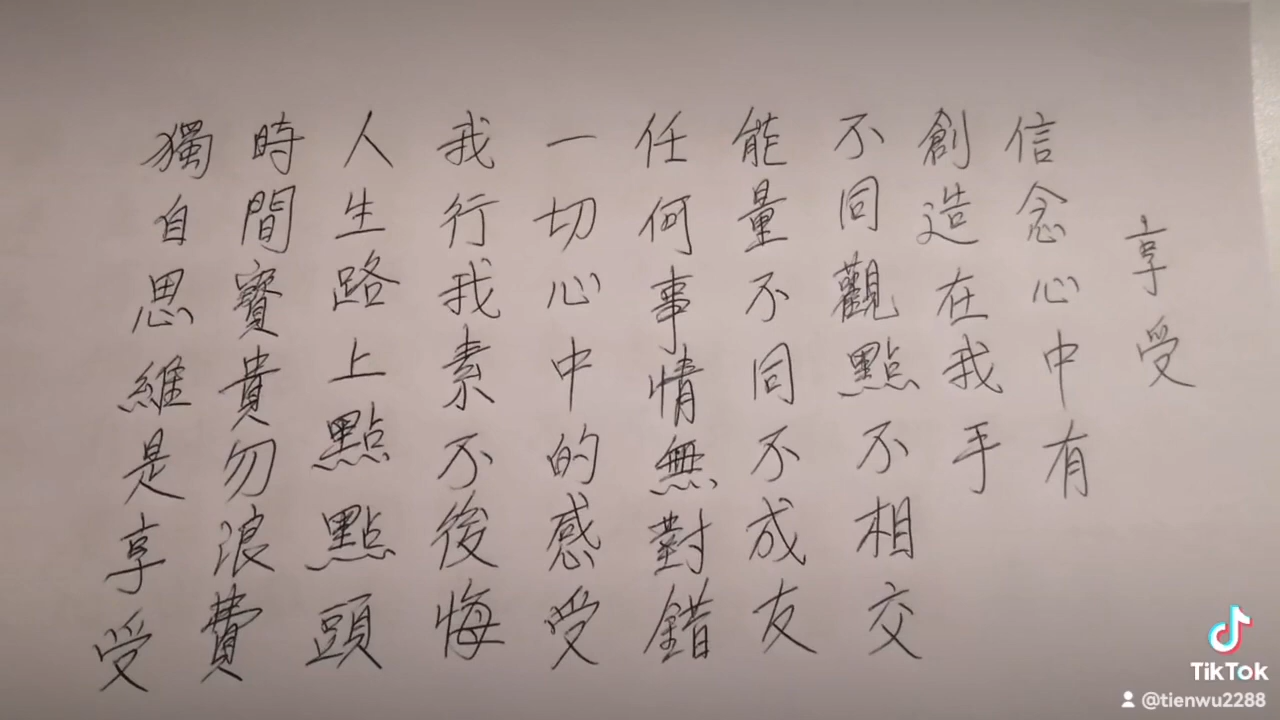 享受
信念心中有
創造在我手
不同觀點不相交
能量不同不成友
任何事情無對錯
一切心中的感受
我行我素不後悔
人生路上點點頭
時間寶貴勿浪費
獨自思維是享受
TikTok
@tienwu2288